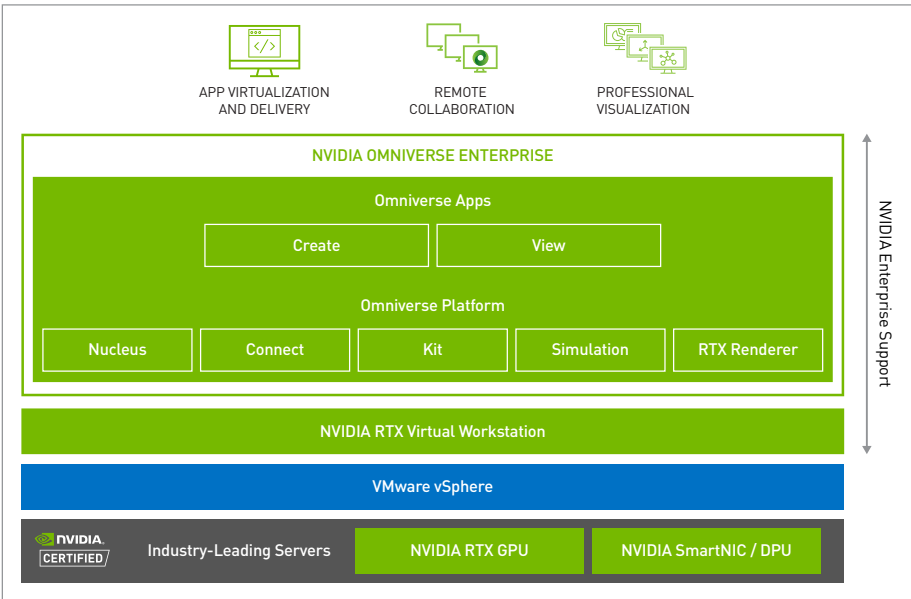 </>
APP VIRTUALIZATION
AND DELIVERY
REMOTE
COLLABORATION
PROFESSIONAL
VISUALIZATION
NVIDIA OMNIVERSE ENTERPRISE
Omniverse Apps
Create
View
Omniverse Platform
Nucleus
Connect
Kit
Simulation
RTX Renderer
NVIDIA Enterprise Support
NVIDIA RTX Virtual Workstation
VMware vSphere
NVIDIA.
CERTIFIED
Industry-Leading Servers
NVIDIA RTX GPU
NVIDIA SmartNIC / DPU